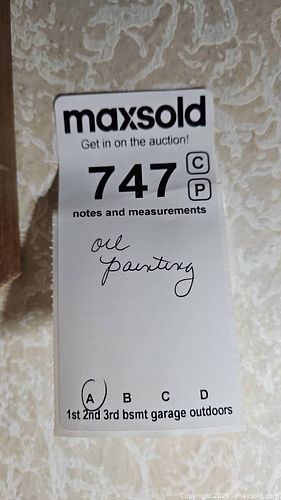 maxsold
Get in on the auction!
747 C
P
notes and measurements
oil
painting
A B C D
1st 2nd 3rd bsmt garage outdoors
Copyright 2025 - maxsold.com